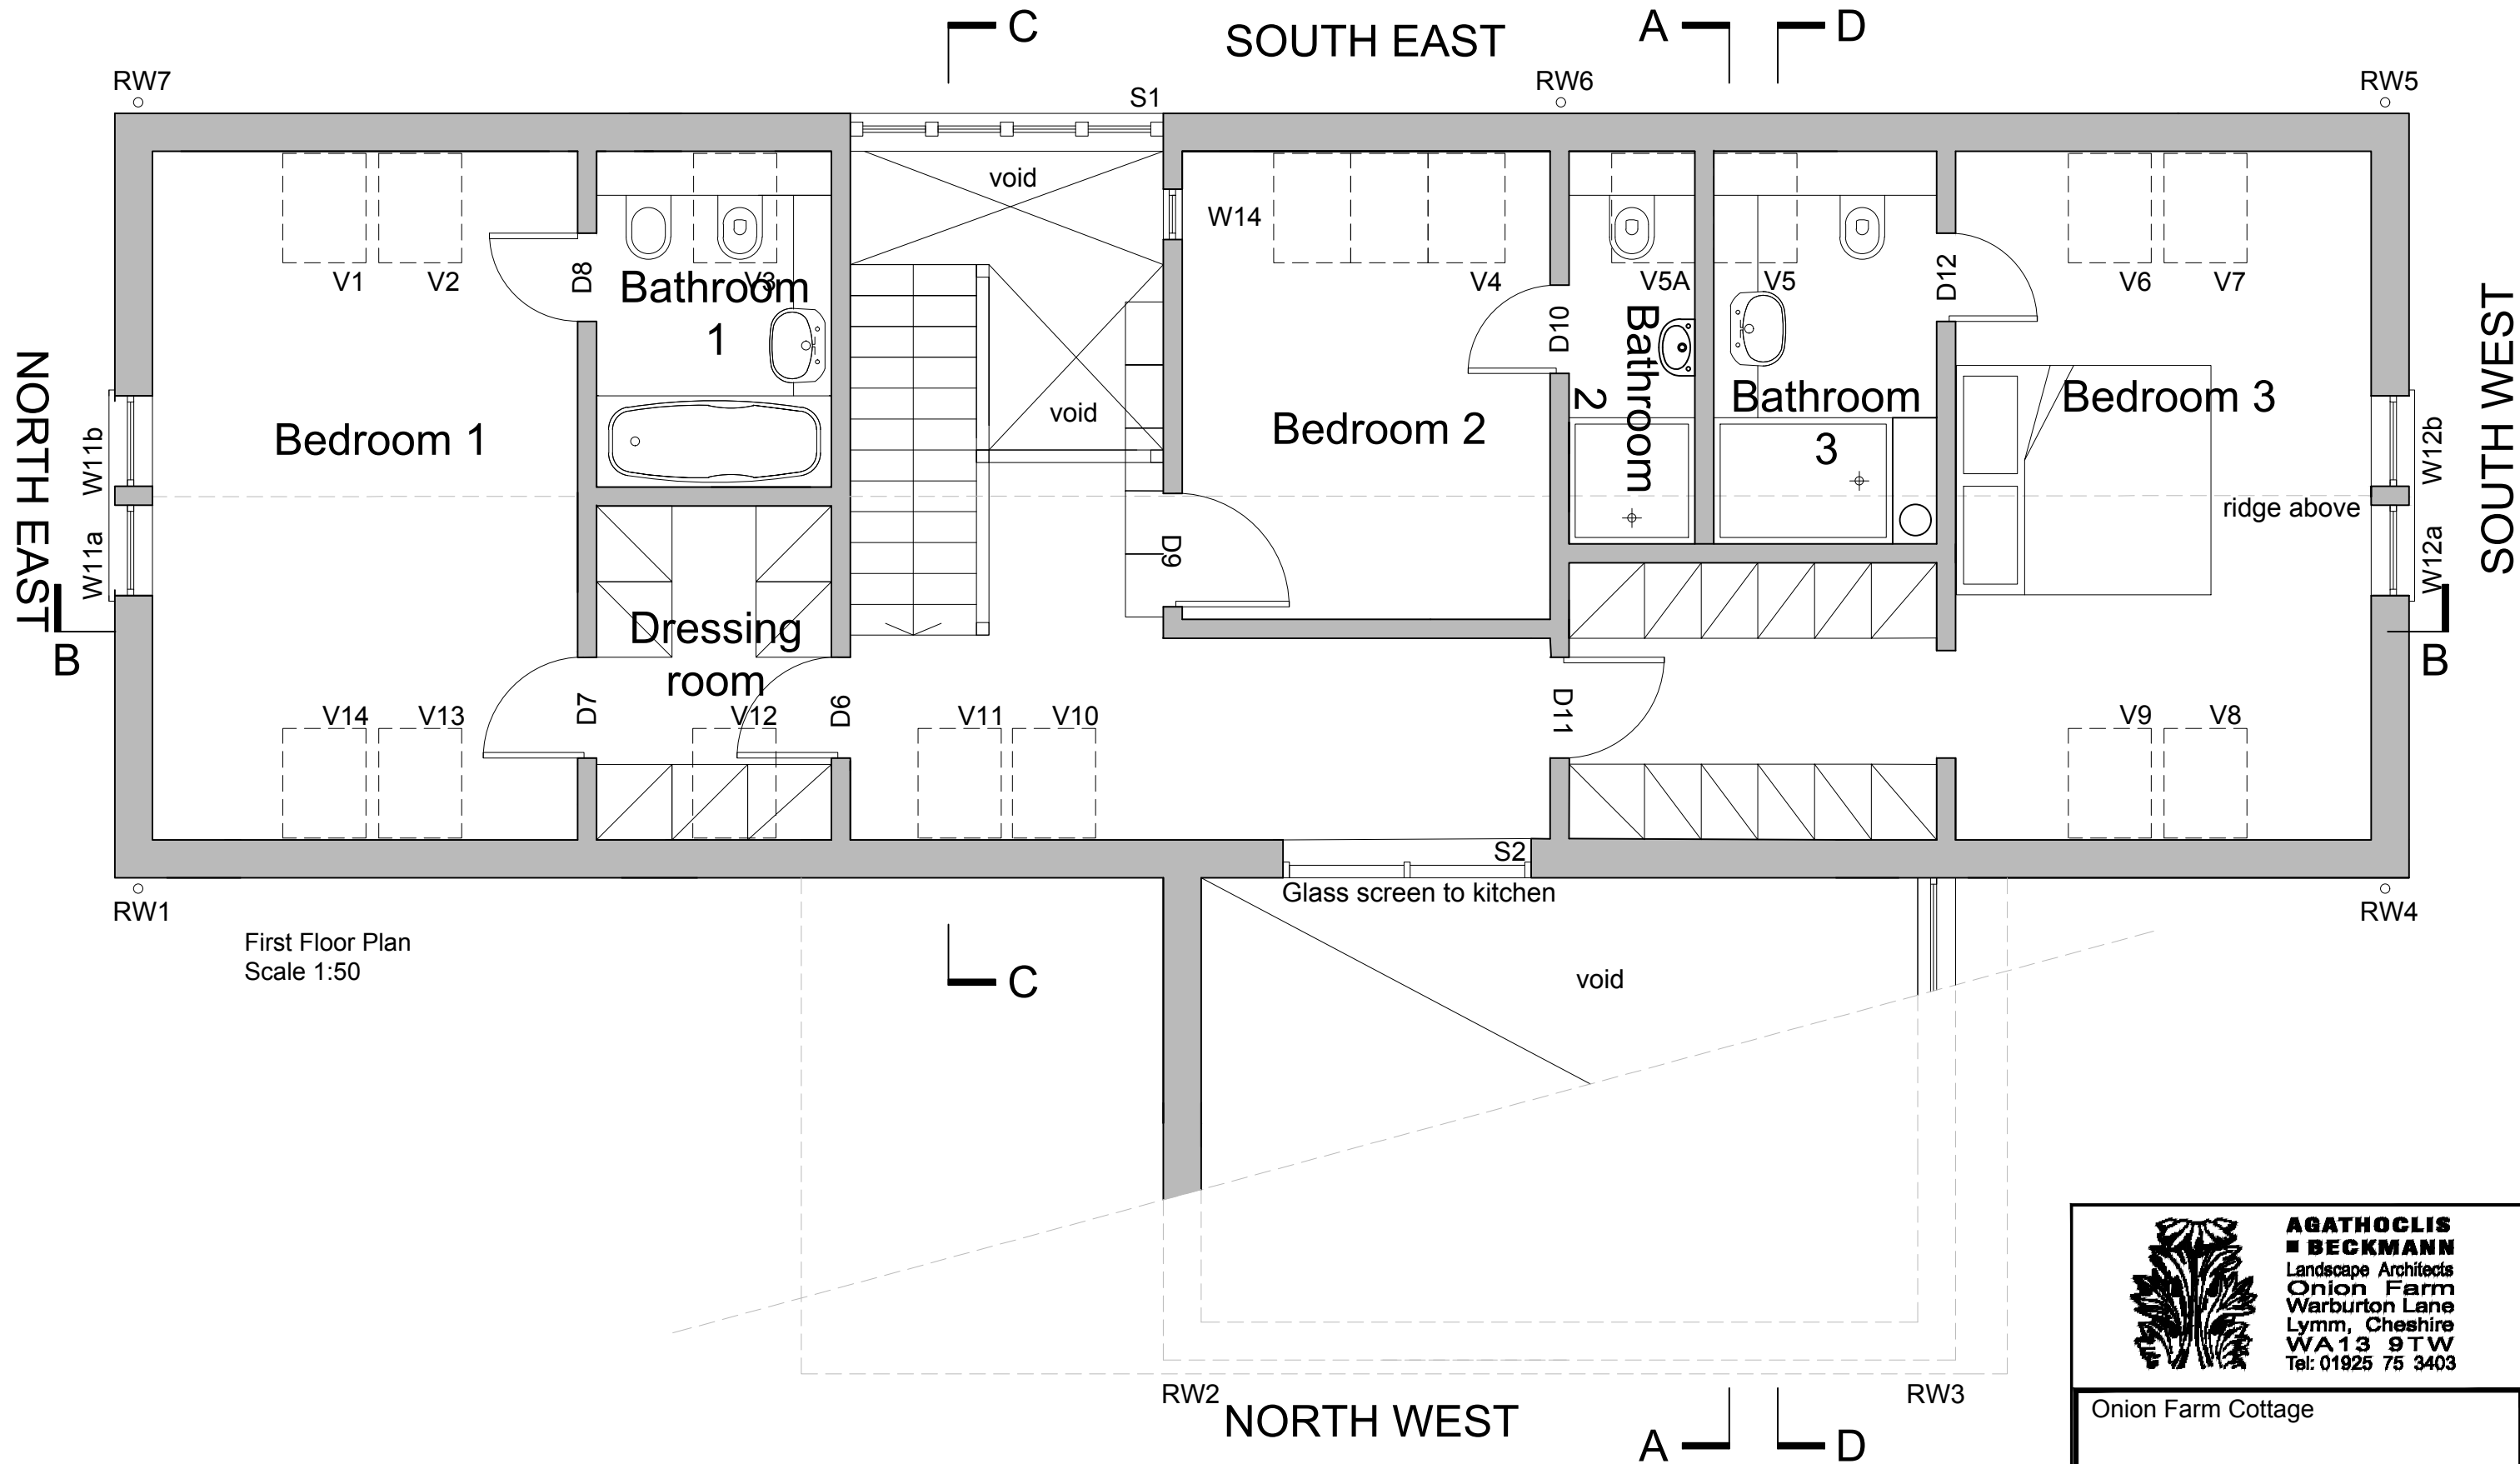 C
SOUTH EAST
A
D
RW7
S1
RW6
RW5
void
W14
V1
V2
D8
Bathroom
1
V3
V4
D10
V5A
V5
D12
V6
V7
NORTH EAST
SOUTH WEST
W11b
W11a
Bedroom 1
void
Bedroom 2
Bathroom
2
Bathroom
3
Bedroom 3
W12b
W12a
ridge above
D9
Dressing
room
B
B
V14
V13
D7
V12
D6
V11
V10
D11
V9
V8
S2
Glass screen to kitchen
RW1
RW4
First Floor Plan
Scale 1:50
C
void
RW2
RW3
NORTH WEST
A
D
AGATHOCLIS
▪ BECKMANN
Landscape Architects
Onion Farm
Warburton Lane
Lymm, Cheshire
WA13 9TW
Tel: 01925 75 3403
Onion Farm Cottage